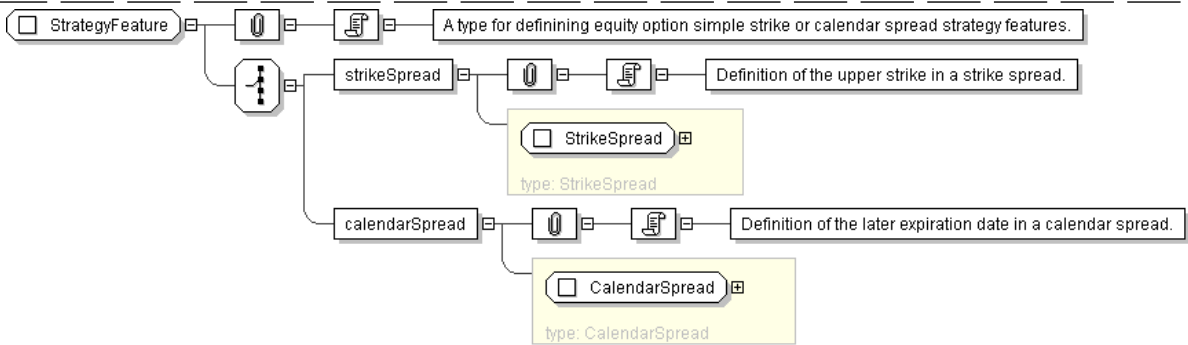 StrategyFeature
A type for definining equity option simple strike or calendar spread strategy features.
strikeSpread
Definition of the upper strike in a strike spread.
StrikeSpread
type: StrikeSpread
calendarSpread
Definition of the later expiration date in a calendar spread.
CalendarSpread
type: CalendarSpread